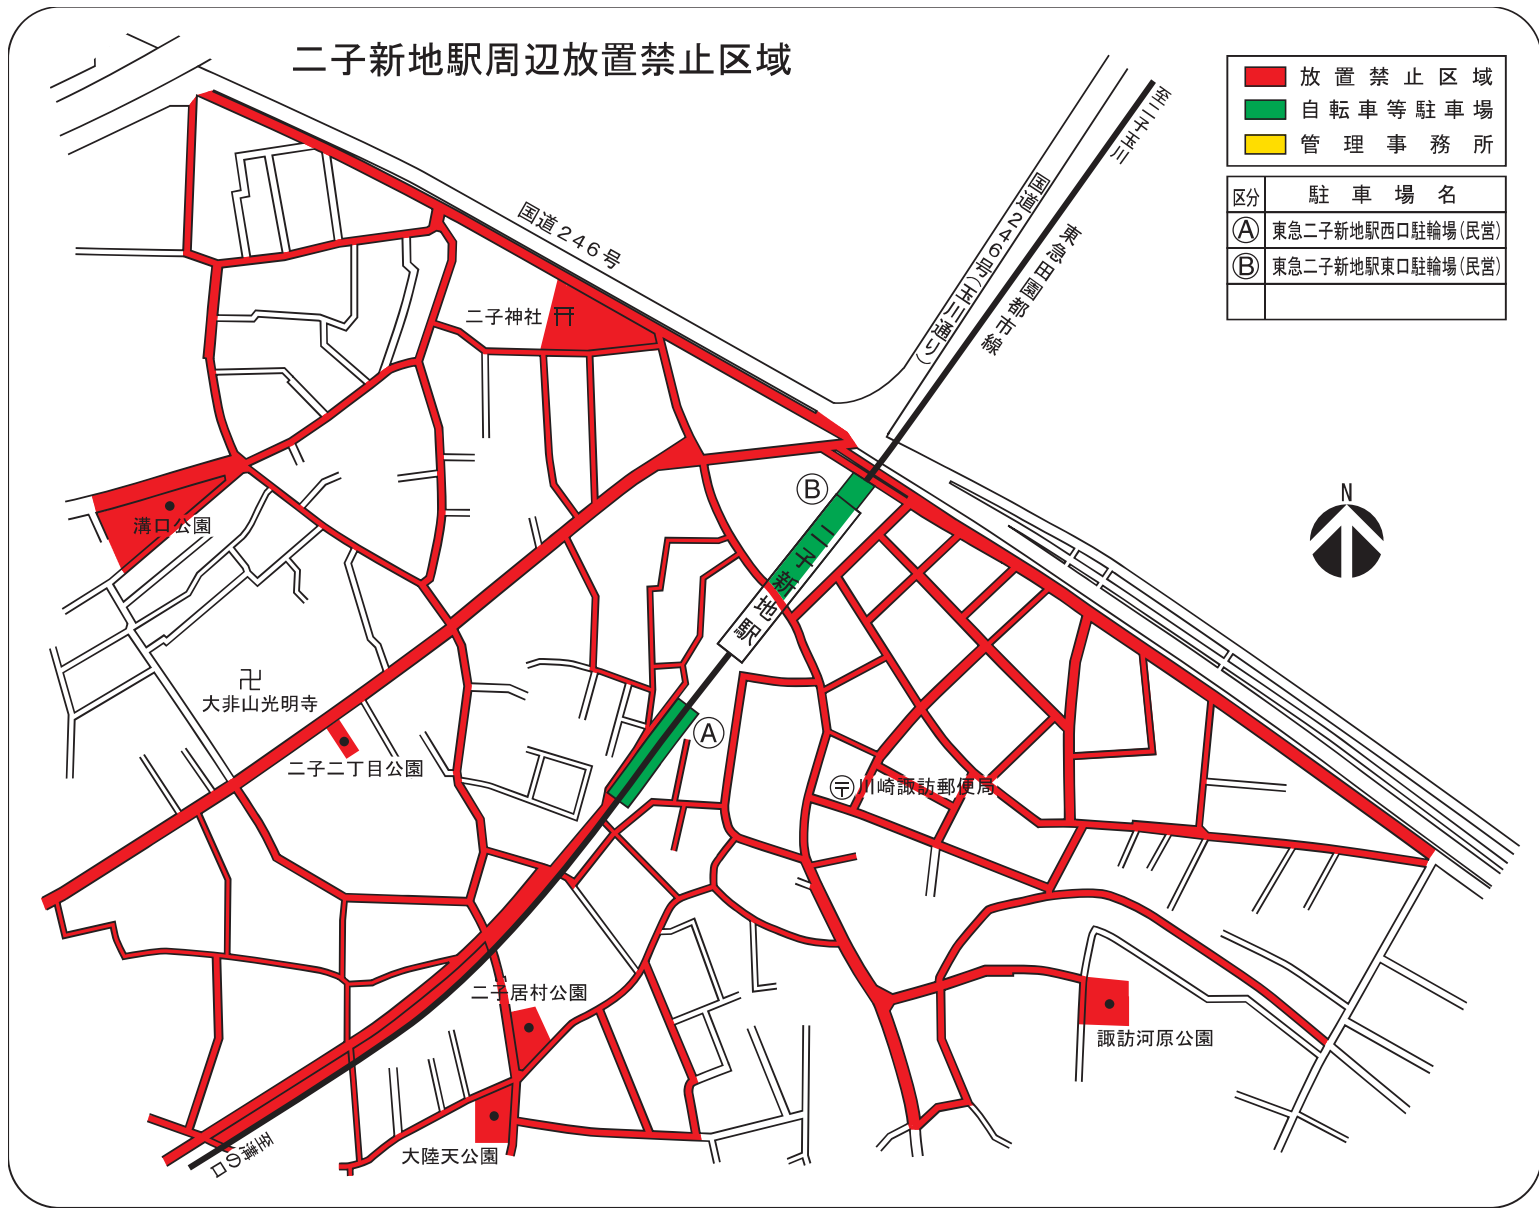 二子新地駅周辺放置禁止区域
放置禁止区域
自転車等駐車場
管理事務所
区分 駐車場名
A 東急二子新地駅西口駐輪場(民営)
B 東急二子新地駅東口駐輪場(民営)
至二子玉川
国道246号
国道246号(玉川通り)
東急田園都市線
二子神社
N
B
二子新地駅
溝口公園
大非山光明寺
A
二子二丁目公園
〒川崎諏訪郵便局
二子居村公園
諏訪河原公園
大陸天公園
至溝の口